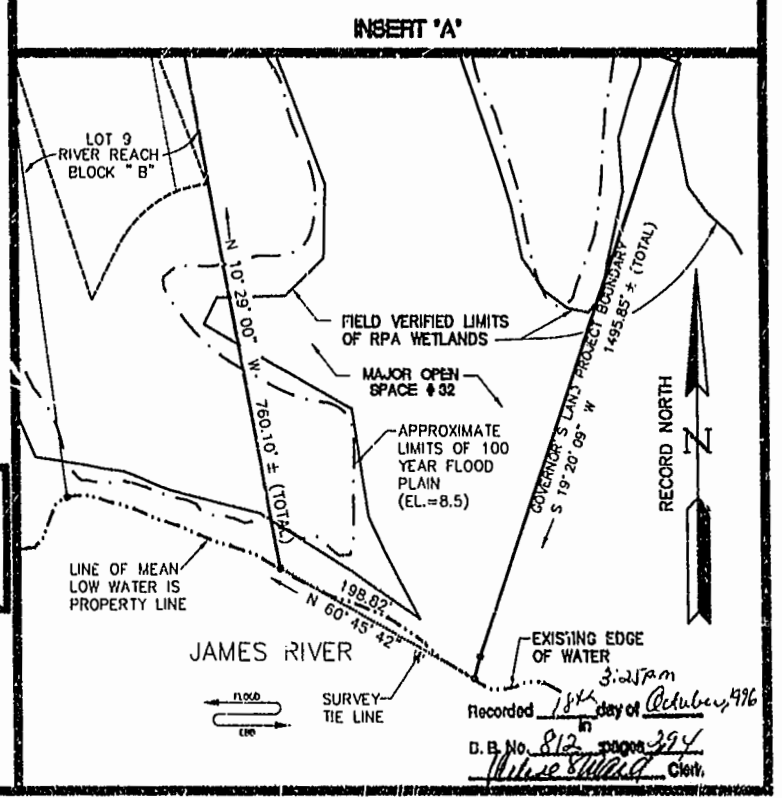 INSERT "A"
LOT 9
RIVER REACH
BLOCK "B"
N 10° 29' 00" W 760.10' ± (TOTAL)
FIELD VERIFIED LIMITS
OF RPA WETLANDS
MAJOR OPEN
SPACE #32
APPROXIMATE
LIMITS OF 100
YEAR FLOOD
PLAIN
(EL.=8.5)
GOVERNOR'S LAND PROJECT BOUNDARY
S 19° 20' 09" W 1495.85' ± (TOTAL)
RECORD NORTH
N
LINE OF MEAN
LOW WATER IS
PROPERTY LINE
198.82'
N 60° 45' 42" W
JAMES RIVER
FLOOD
EBB
SURVEY
TIE LINE
EXISTING EDGE
OF WATER
3:25pm
Recorded 18th day of October, 1996
in
D.B. No. 812 pages 294
Clerk.